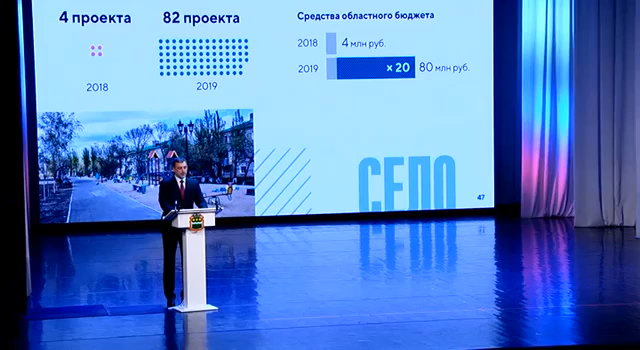 4 проекта
82 проекта
2018
2019
Средства областного бюджета
2018
4 млн руб.
2019
× 20
80 млн руб.
СЕЛО
47